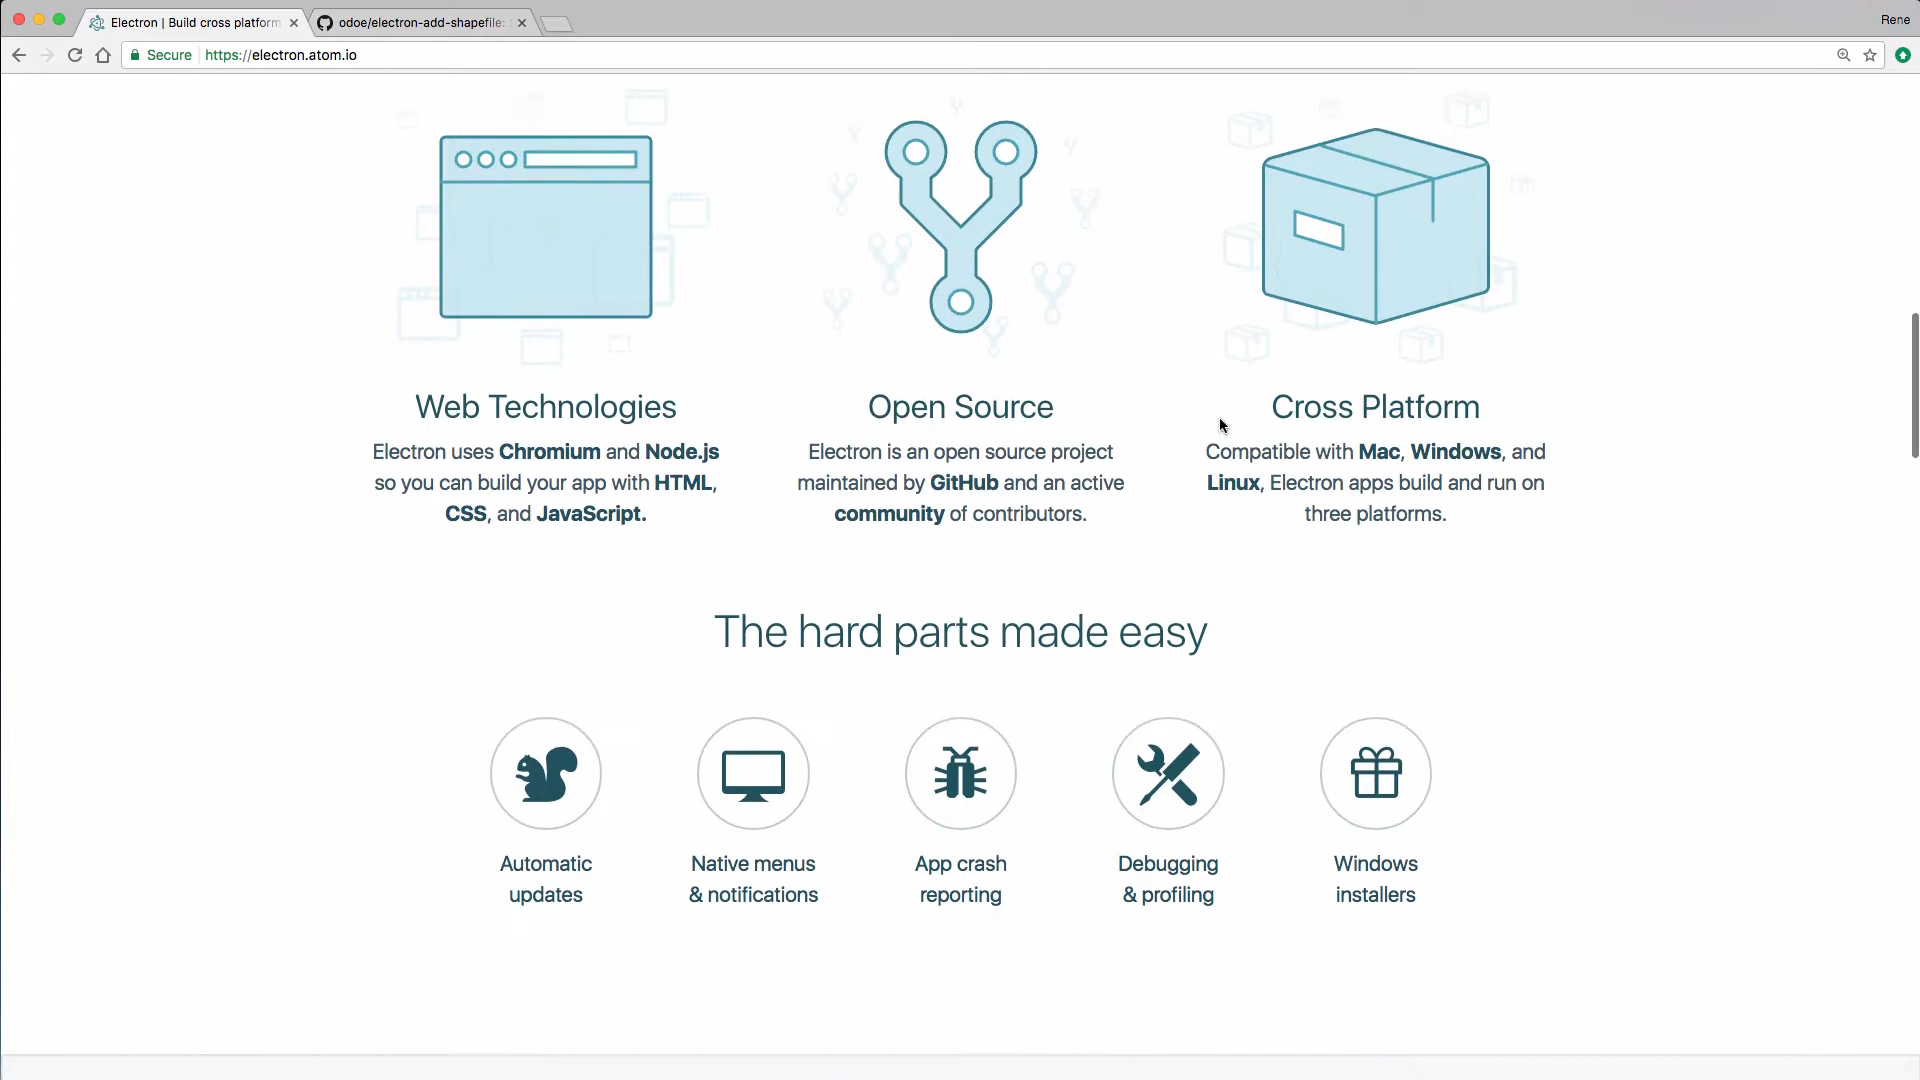 Electron | Build cross platform
odoe/electron-add-shapefile:
Rene
Secure
https://electron.atom.io
Web Technologies
Electron uses Chromium and Node.js
so you can build your app with HTML,
CSS, and JavaScript.
Open Source
Electron is an open source project
maintained by GitHub and an active
community of contributors.
Cross Platform
Compatible with Mac, Windows, and
Linux, Electron apps build and run on
three platforms.
The hard parts made easy
Automatic
updates
Native menus
& notifications
App crash
reporting
Debugging
& profiling
Windows
installers